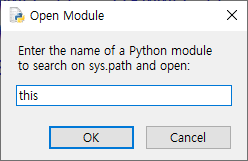 Open Module
Enter the name of a Python module
to search on sys.path and open:
this
OK
Cancel